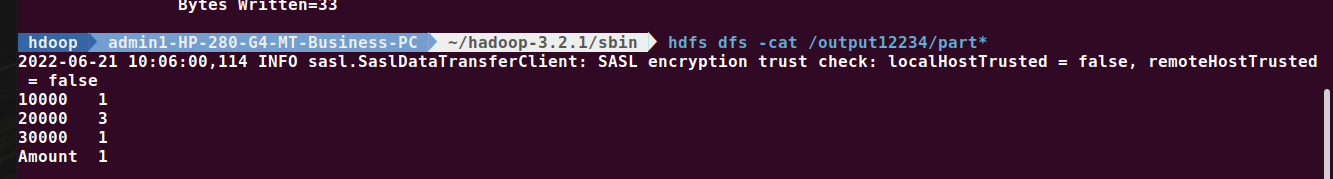 Bytes Written=33
hdoop admin1-HP-280-G4-MT-Business-PC ~/hadoop-3.2.1/sbin hdfs dfs -cat /output12234/part*
2022-06-21 10:06:00,114 INFO sasl.SaslDataTransferClient: SASL encryption trust check: localHostTrusted = false, remoteHostTrusted
= false
10000 1
20000 3
30000 1
Amount 1